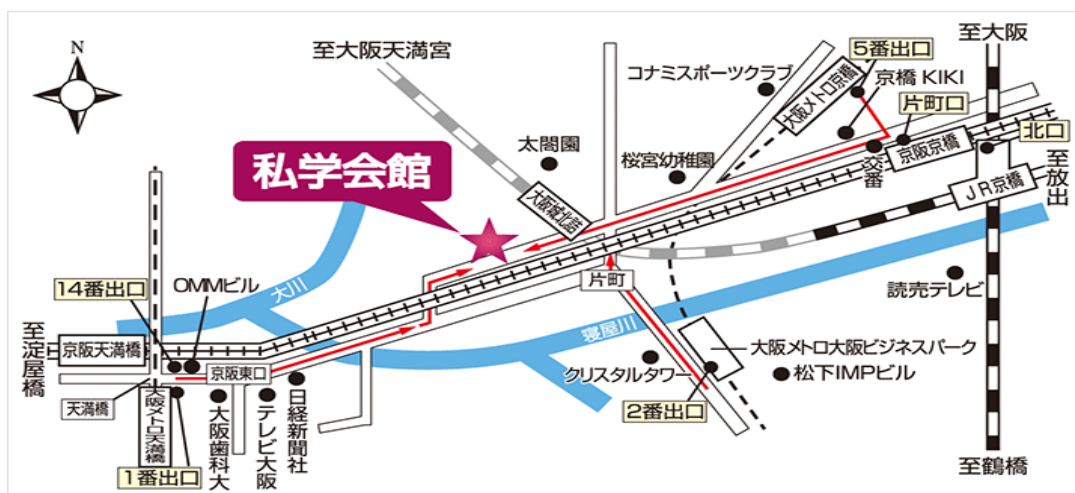 N
至大阪天満宮
コナミスポーツクラブ
5番出口
至大阪
大阪メトロ京橋
京橋KIKI
片町口
太閤園
桜宮幼稚園
交番
京阪京橋
北口
至放出
JR京橋
私学会館
大阪城北詰
14番出口
OMMビル
大川
片町
読売テレビ
至淀屋橋
京阪天満橋
京阪東口
寝屋川
大阪メトロ大阪ビジネスパーク
クリスタルタワー
松下IMPビル
2番出口
天満橋
大阪メトロ天満橋
1番出口
大阪歯科大
テレビ大阪
日経新聞社
至鶴橋